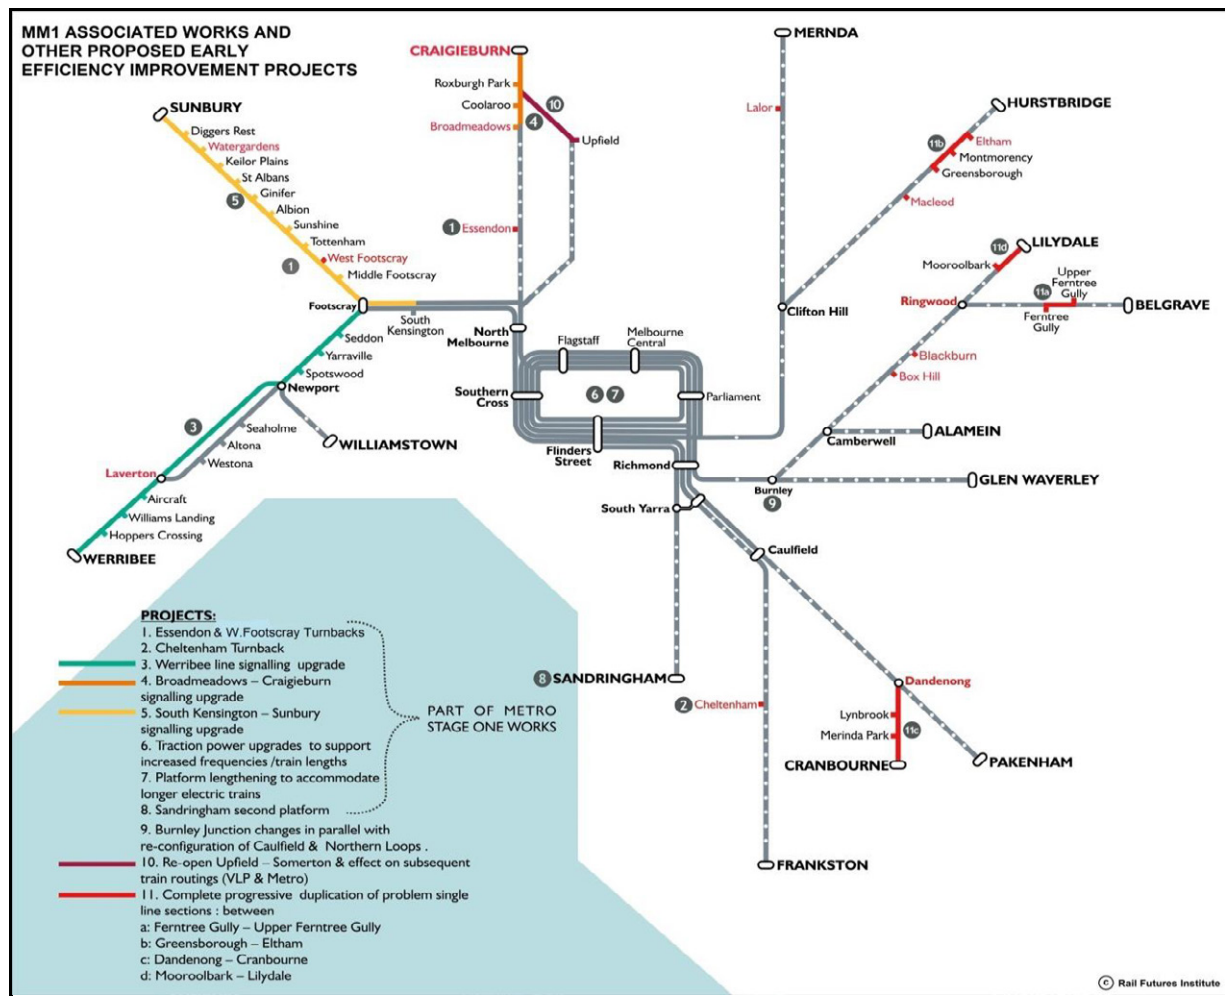 MM1 ASSOCIATED WORKS AND
OTHER PROPOSED EARLY
EFFICIENCY IMPROVEMENT PROJECTS
CRAIGIEBURN
Roxburgh Park
Coolaroo
Broadmeadows
10
4
Upfield
1
Essendon
MERNDA
Lalor
HURSTBRIDGE
11b
Eltham
Montmorency
Greensborough
Macleod
SUNBURY
Diggers Rest
Watergardens
Keilor Plains
St Albans
5
Ginifer
Albion
Sunshine
Tottenham
1
West Footscray
Middle Footscray
Footscray
South
Kensington
North
Melbourne
Seddon
Yarraville
Spotswood
Newport
3
Seaholme
Altona
Westona
WILLIAMSTOWN
Laverton
Aircraft
Williams Landing
Hoppers Crossing
WERRIBEE
Flagstaff
Melbourne
Central
Southern
Cross
6
7
Parliament
Flinders
Street
Richmond
Clifton Hill
LILYDALE
11d
Mooroolbark
Ringwood
11a
Upper
Ferntree
Gully
Ferntree
Gully
BELGRAVE
Blackburn
Box Hill
Camberwell
ALAMEIN
Burnley
9
GLEN WAVERLEY
South Yarra
Caulfield
8
SANDRINGHAM
2
Cheltenham
Dandenong
Lynbrook
Merinda Park
11c
CRANBOURNE
PAKENHAM
FRANKSTON
PROJECTS:
1. Essendon & W.Footscray Turnbacks
2. Cheltenham Turnback
3. Werribee line signalling upgrade
4. Broadmeadows – Craigieburn
signalling upgrade
5. South Kensington – Sunbury
signalling upgrade
6. Traction power upgrades to support
increased frequencies /train lengths
7. Platform lengthening to accommodate
longer electric trains
8. Sandringham second platform
PART OF METRO
STAGE ONE WORKS
9. Burnley Junction changes in parallel with
re-configuration of Caulfield & Northern Loops .
10. Re-open Upfield – Somerton & effect on subsequent
train routings (VLP & Metro)
11. Complete progressive duplication of problem single
line sections : between
a: Ferntree Gully – Upper Ferntree Gully
b: Greensborough – Eltham
c: Dandenong – Cranbourne
d: Mooroolbark – Lilydale
© Rail Futures Institute